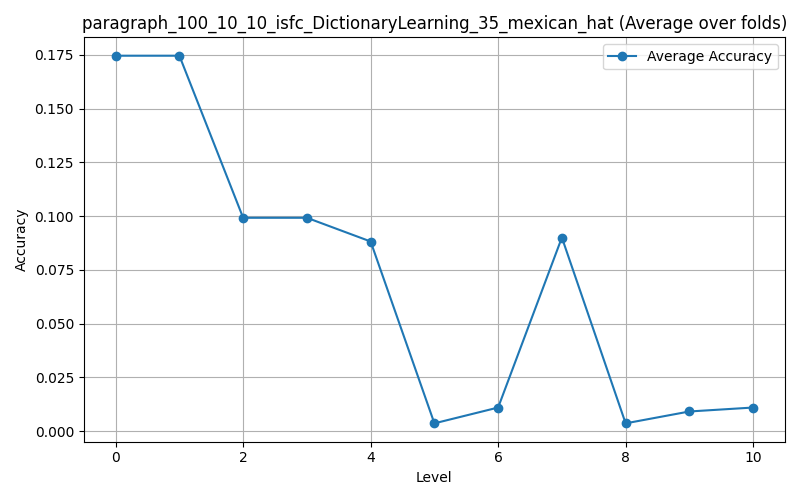 paragraph_100_10_10_isfc_DictionaryLearning_35_mexican_hat (Average over folds)
Average Accuracy
0.175
0.150
0.125
0.100
0.075
0.050
0.025
0.000
Accuracy
0 2 4 6 8 10
Level